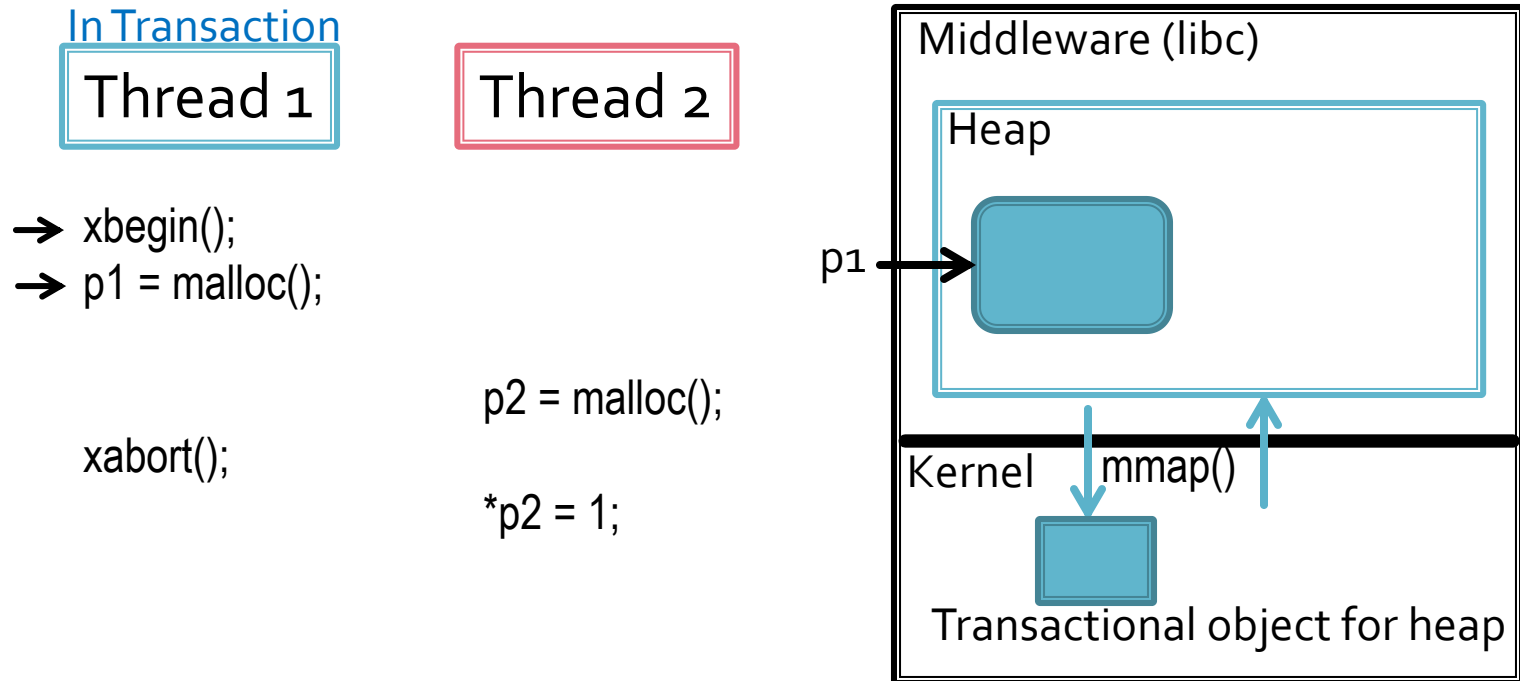 In Transaction
Thread 1
Thread 2
xbegin();
p1 = malloc();
p2 = malloc();
xabort();
*p2 = 1;
Middleware (libc)
Heap
p1
Kernel
mmap()
Transactional object for heap